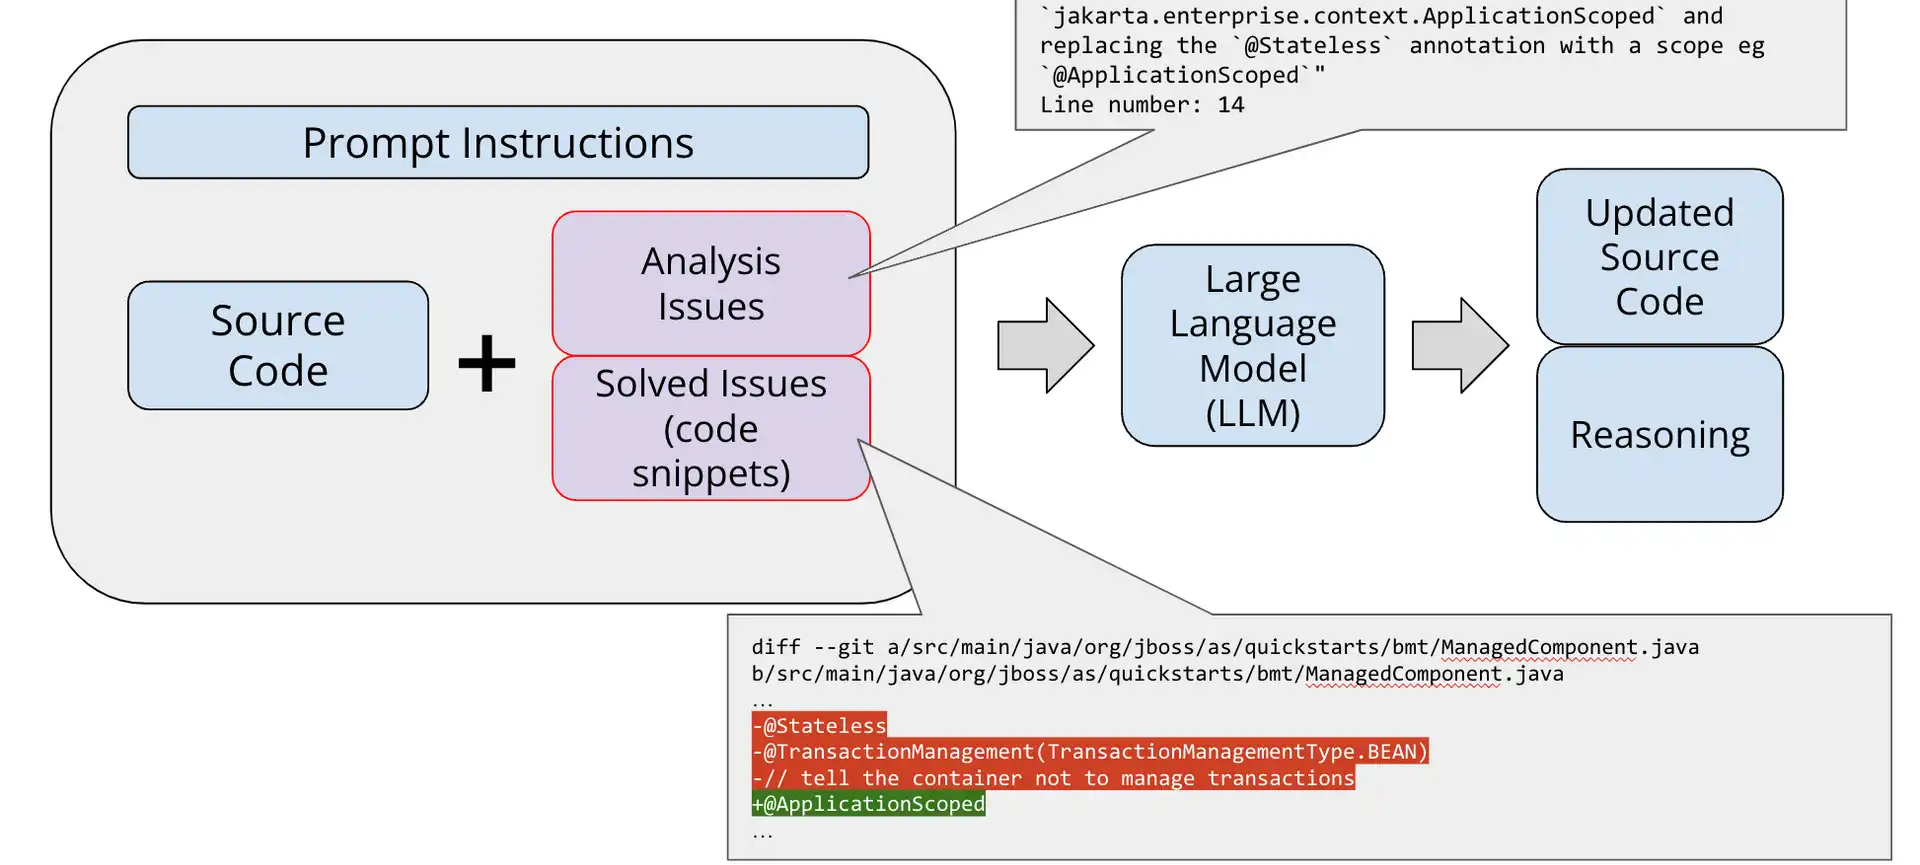 `jakarta.enterprise.context.ApplicationScoped` and
replacing the `@Stateless` annotation with a scope eg
`@ApplicationScoped`"
Line number: 14
Prompt Instructions
Source
Code
+
Analysis
Issues
Solved Issues
(code
snippets)
Large
Language
Model
(LLM)
Updated
Source
Code
Reasoning
diff --git a/src/main/java/org/jboss/as/quickstarts/bmt/ManagedComponent.java
b/src/main/java/org/jboss/as/quickstarts/bmt/ManagedComponent.java
...
-@Stateless
-@TransactionManagement(TransactionManagementType.BEAN)
-// tell the container not to manage transactions
+@ApplicationScoped
...